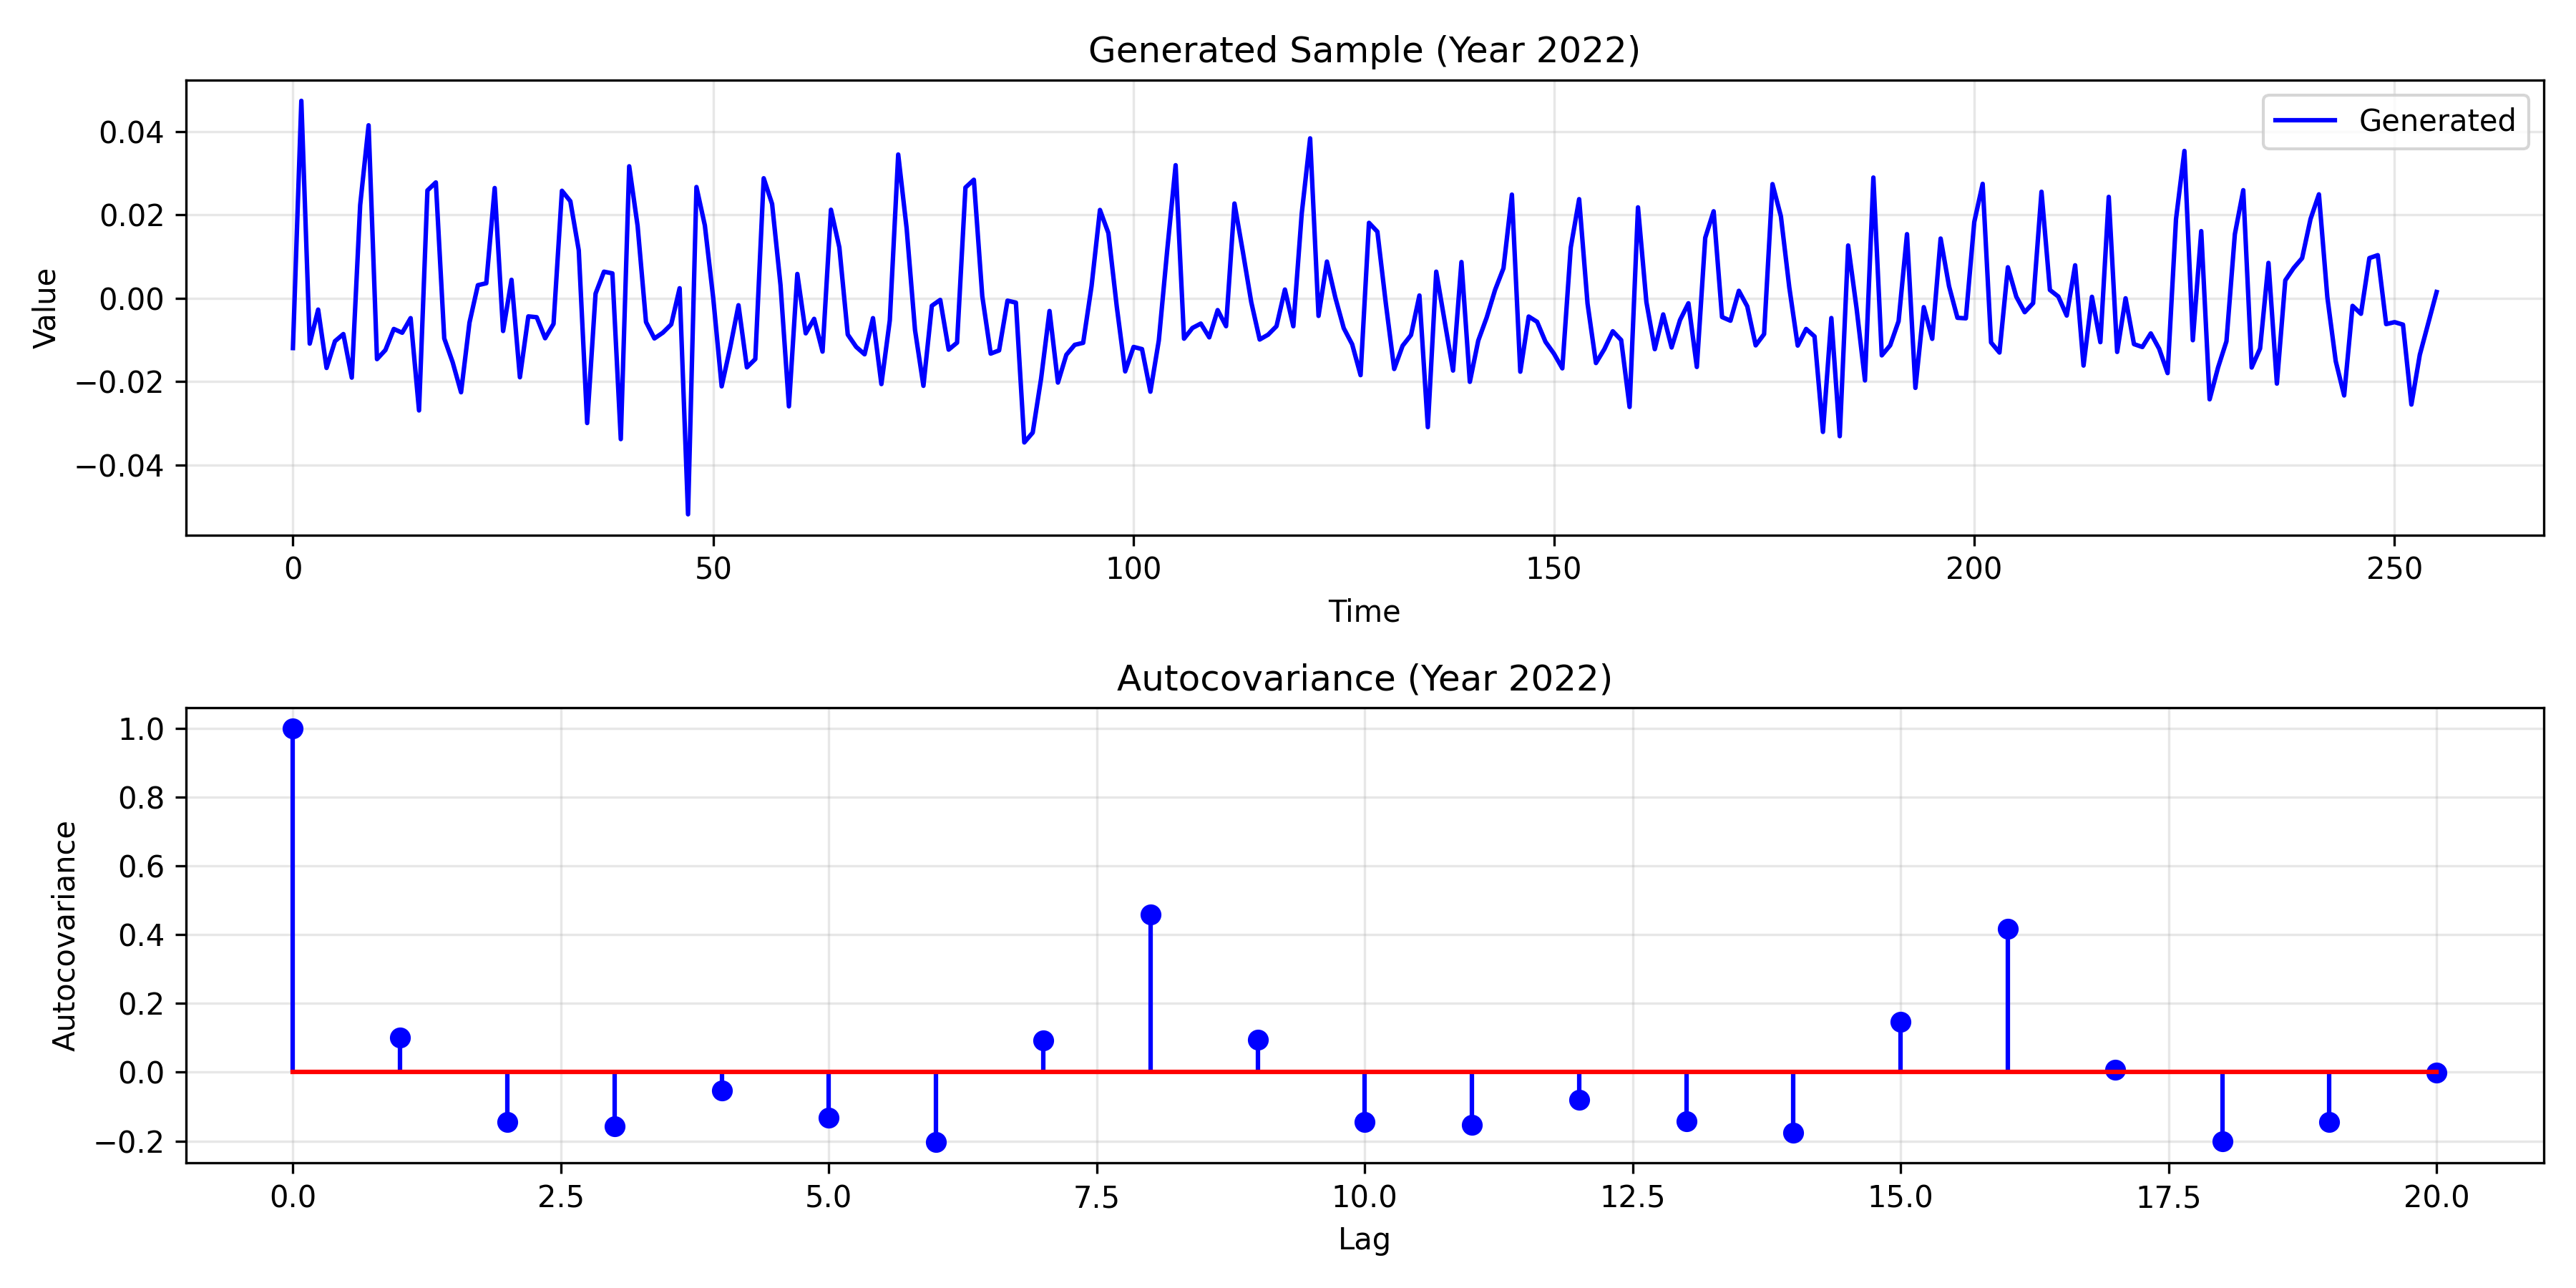 Generated Sample (Year 2022)
Generated
Value
0.04
0.02
0.00
−0.02
−0.04
0 50 100 150 200 250
Time
Autocovariance (Year 2022)
Autocovariance
1.0
0.8
0.6
0.4
0.2
0.0
−0.2
0.0 2.5 5.0 7.5 10.0 12.5 15.0 17.5 20.0
Lag